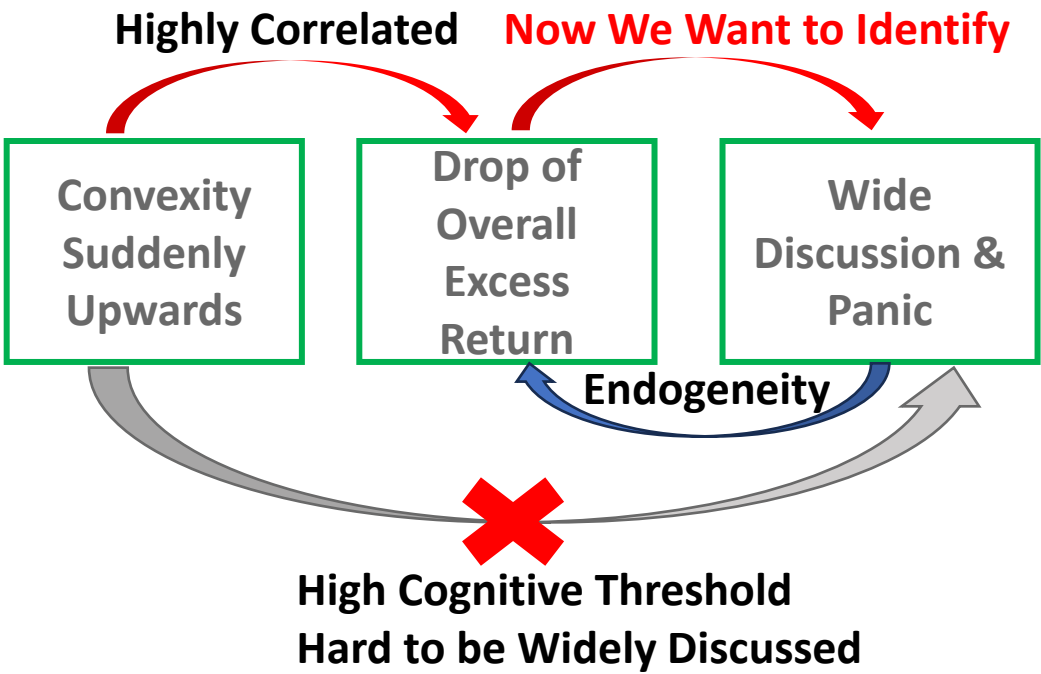 Highly Correlated
Now We Want to Identify
Convexity
Suddenly
Upwards
Drop of
Overall
Excess
Return
Wide
Discussion &
Panic
Endogeneity
High Cognitive Threshold
Hard to be Widely Discussed